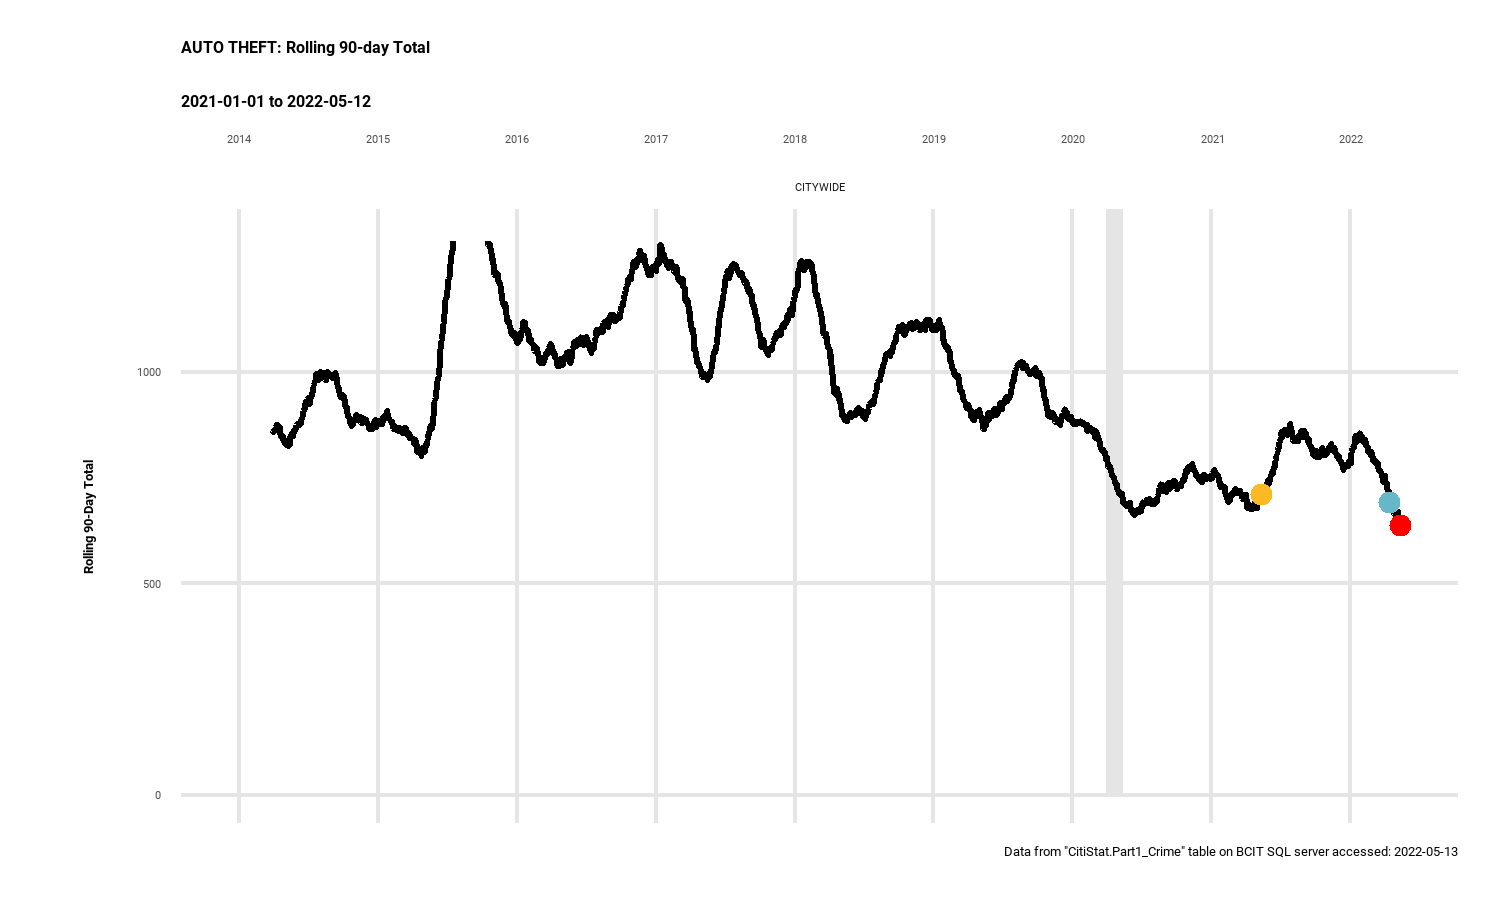 AUTO THEFT: Rolling 90-day Total
2021-01-01 to 2022-05-12
2014 2015 2016 2017 2018 2019 2020 2021 2022
CITYWIDE
1000
Rolling 90-Day Total
500
0
Data from "CitiStat.Part1_Crime" table on BCIT SQL server accessed: 2022-05-13